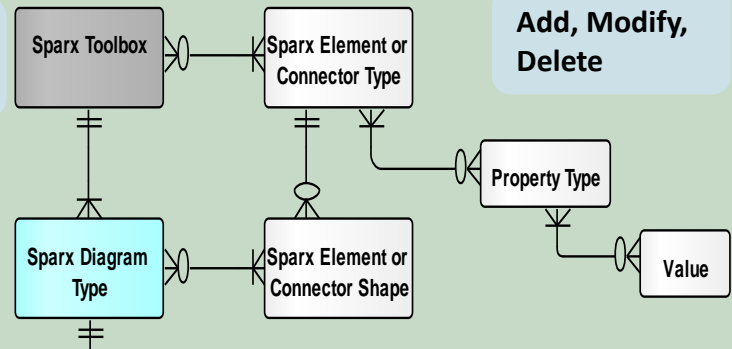 Sparx Toolbox
Sparx Element or
Connector Type
Add, Modify,
Delete
Property Type
Sparx Diagram
Type
Sparx Element or
Connector Shape
Value